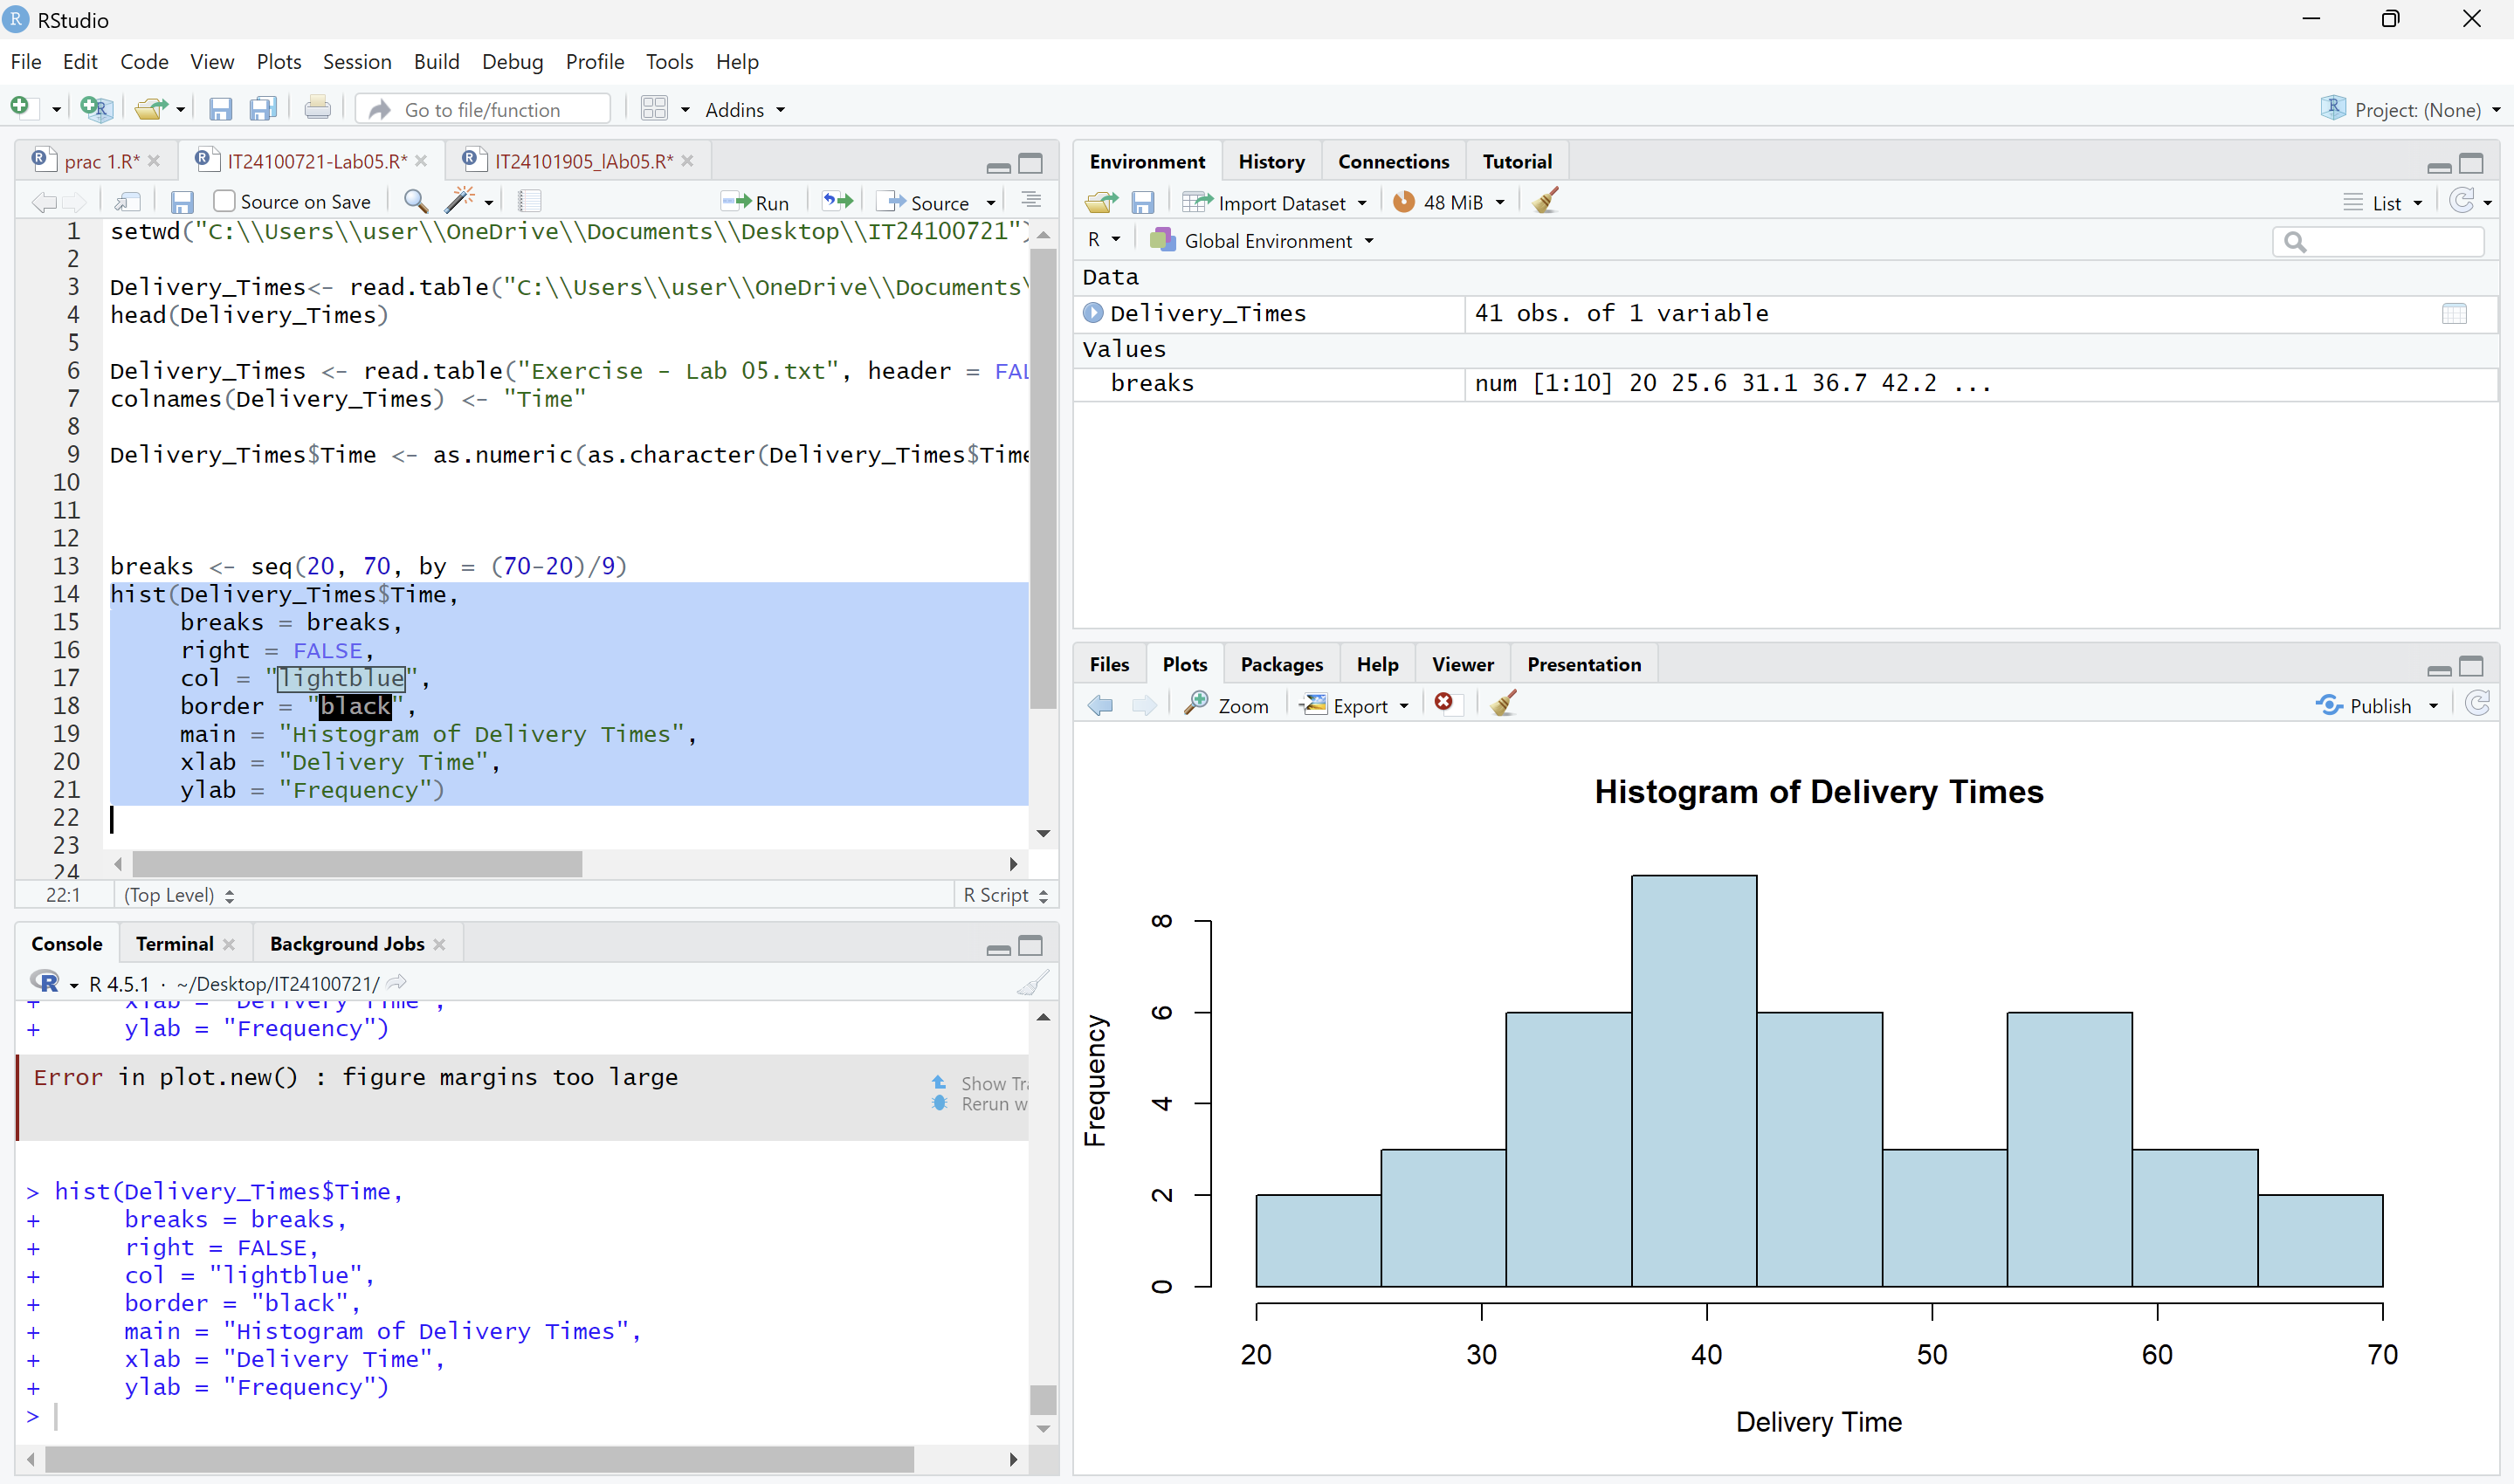 RStudio
File Edit Code View Plots Session Build Debug Profile Tools Help
Go to file/function Addins Project: (None)
prac 1.R* IT24100721-Lab05.R* IT24101905_lAb05.R*
Source on Save Run Source
1 setwd("C:\\Users\\user\\OneDrive\\Documents\\Desktop\\IT24100721")
2
3 Delivery_Times<- read.table("C:\\Users\\user\\OneDrive\\Documents\
4 head(Delivery_Times)
5
6 Delivery_Times <- read.table("Exercise - Lab 05.txt", header = FAL
7 colnames(Delivery_Times) <- "Time"
8
9 Delivery_Times$Time <- as.numeric(as.character(Delivery_Times$Time
10
11
12
13 breaks <- seq(20, 70, by = (70-20)/9)
14 hist(Delivery_Times$Time,
15 breaks = breaks,
16 right = FALSE,
17 col = "lightblue",
18 border = "black",
19 main = "Histogram of Delivery Times",
20 xlab = "Delivery Time",
21 ylab = "Frequency")
22
23
24
22:1 (Top Level) R Script
Console Terminal Background Jobs
R 4.5.1 · ~/Desktop/IT24100721/
+ xlab = "Delivery Time",
+ ylab = "Frequency")
Error in plot.new() : figure margins too large
Show Tra
Rerun w
> hist(Delivery_Times$Time,
+ breaks = breaks,
+ right = FALSE,
+ col = "lightblue",
+ border = "black",
+ main = "Histogram of Delivery Times",
+ xlab = "Delivery Time",
+ ylab = "Frequency")
>
Environment History Connections Tutorial
Import Dataset 48 MiB List
R Global Environment
Data
Delivery_Times 41 obs. of 1 variable
Values
breaks num [1:10] 20 25.6 31.1 36.7 42.2 ...
Files Plots Packages Help Viewer Presentation
Zoom Export Publish
Histogram of Delivery Times
Frequency
8
6
4
2
0
20 30 40 50 60 70
Delivery Time